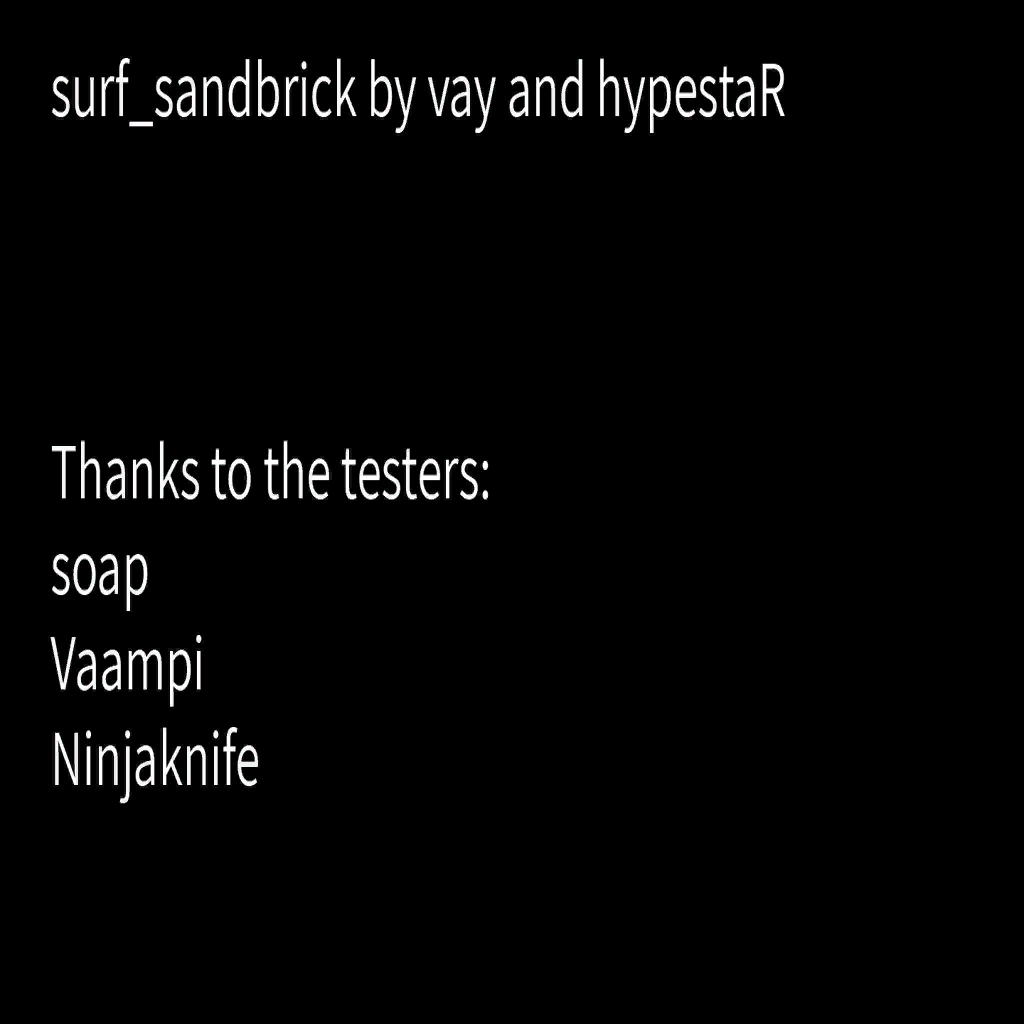 surf_sandbrick by vay and hypestaR
Thanks to the testers:
soap
Vaampi
Ninjaknife